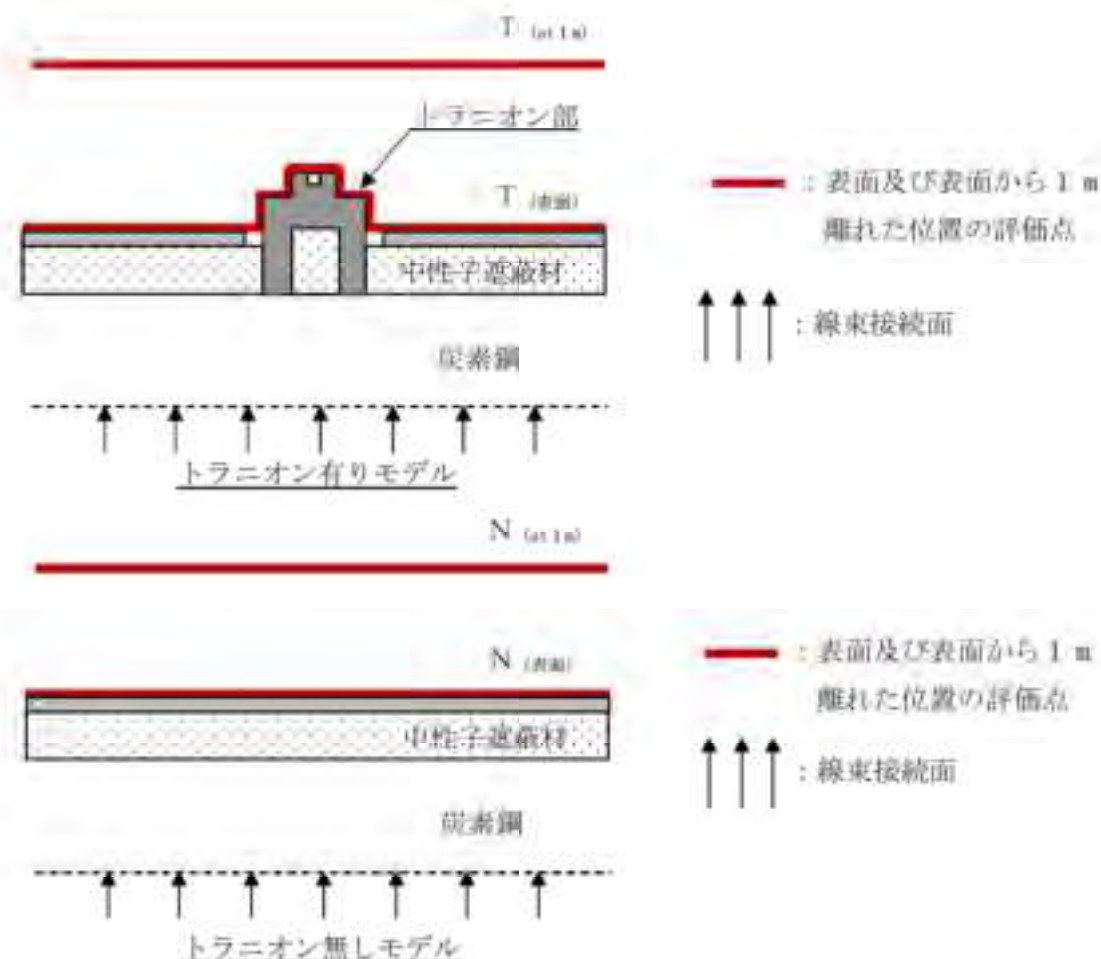 T (at 1 m)
トラニオン部
T (表面)
中性子遮蔽材
炭素鋼
トラニオン有りモデル
: 表面及び表面から 1 m
離れた位置の評価点
: 線束接続面
N (at 1 m)
N (表面)
中性子遮蔽材
炭素鋼
トラニオン無しモデル
: 表面及び表面から 1 m
離れた位置の評価点
: 線束接続面